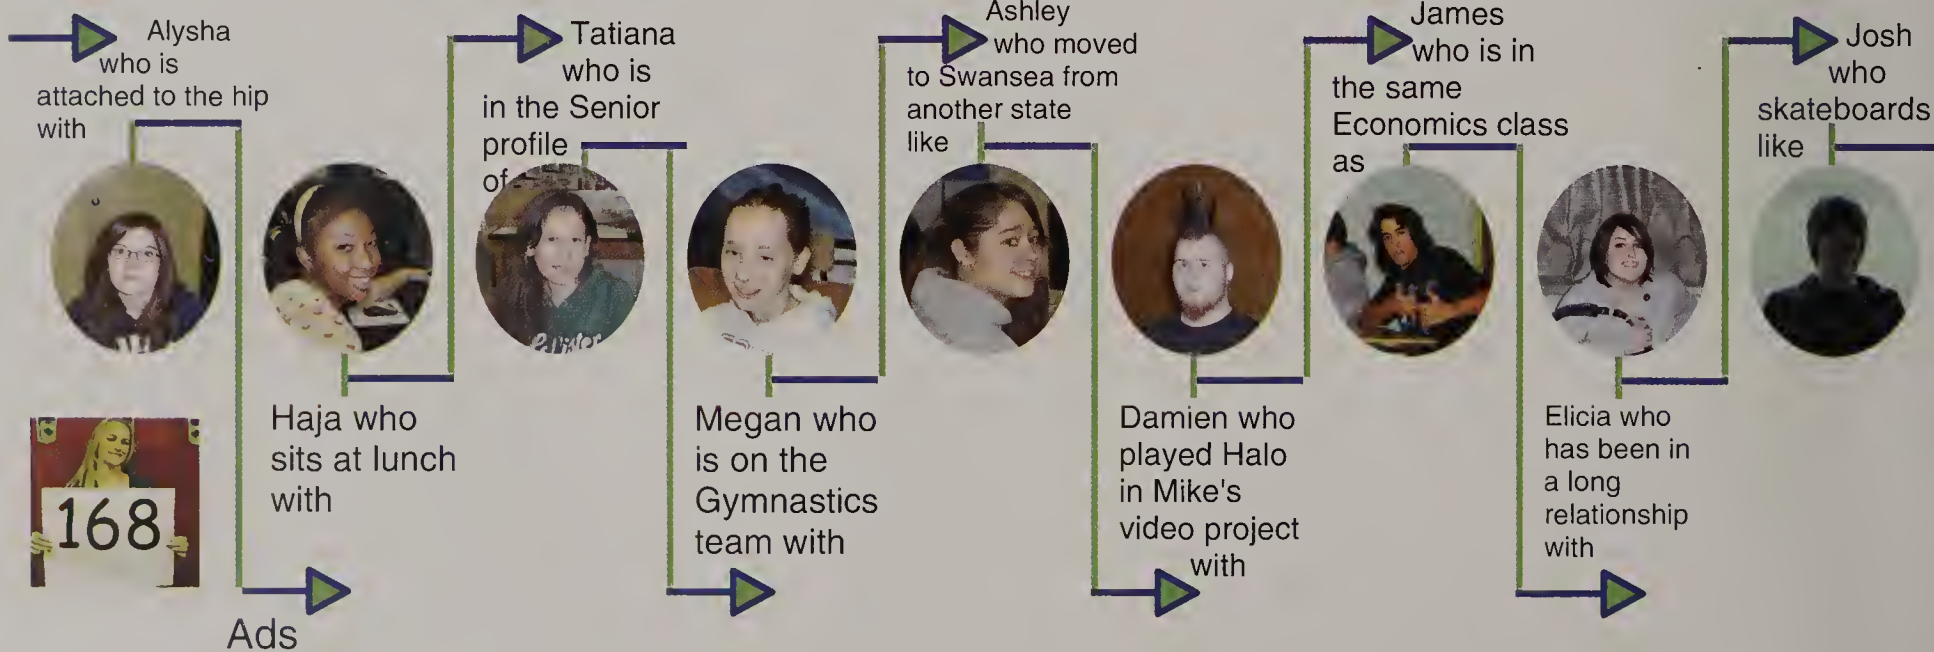 Alysha
who is
attached to the hip
with
Haja who
sits at lunch
with
Tatiana
who is
in the Senior
profile
of
Megan who
is on the
Gymnastics
team with
Ashley
who moved
to Swansea from
another state
like
Damien who
played Halo
in Mike's
video project
with
James
who is in
the same
Economics class
as
Elicia who
has been in
a long
relationship
with
Josh
who
skateboards
like
168
Ads